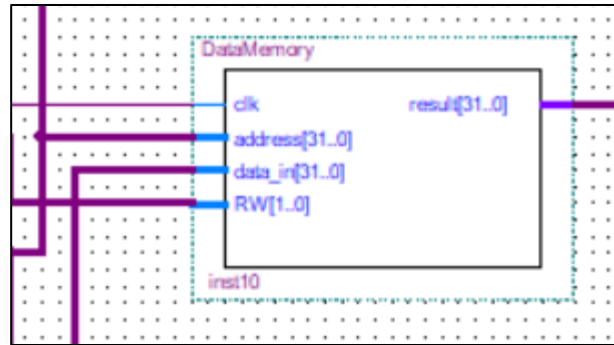 DataMemory
clk result[31..0]
address[31..0]
data_in[31..0]
RW[1..0]
inst10